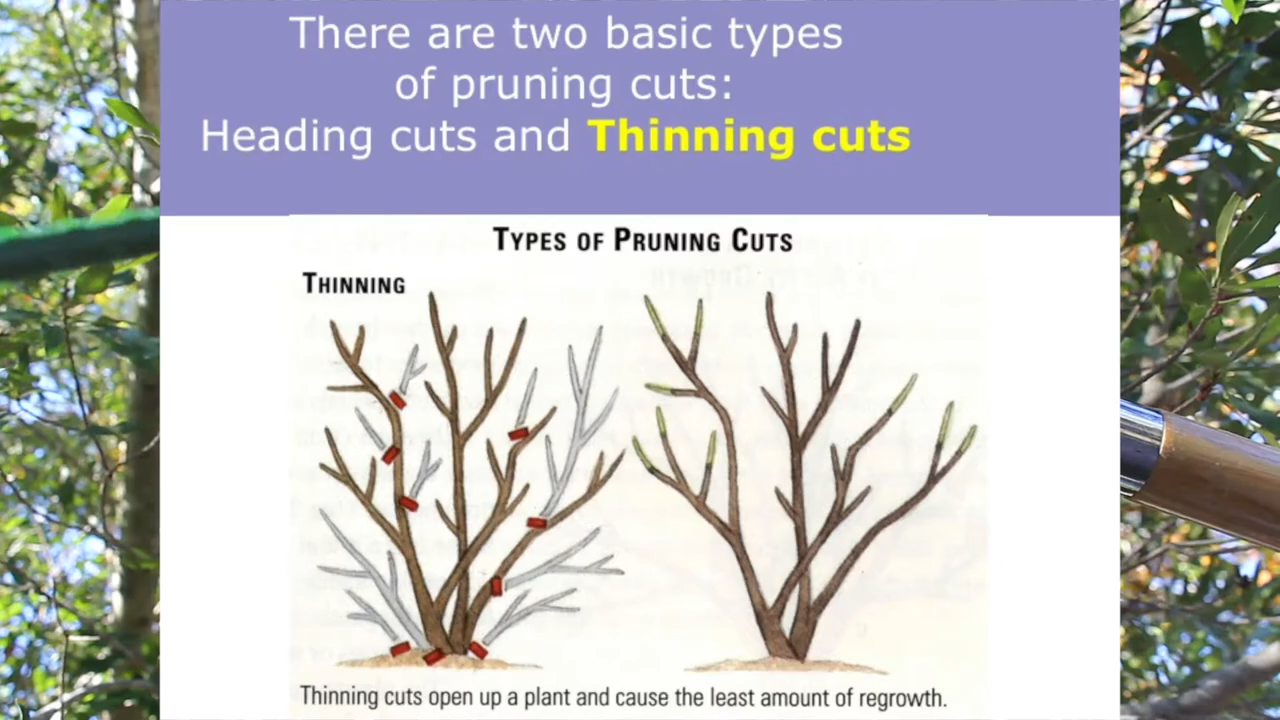 There are two basic types
of pruning cuts:
Heading cuts and Thinning cuts
TYPES OF PRUNING CUTS
THINNING
Thinning cuts open up a plant and cause the least amount of regrowth.